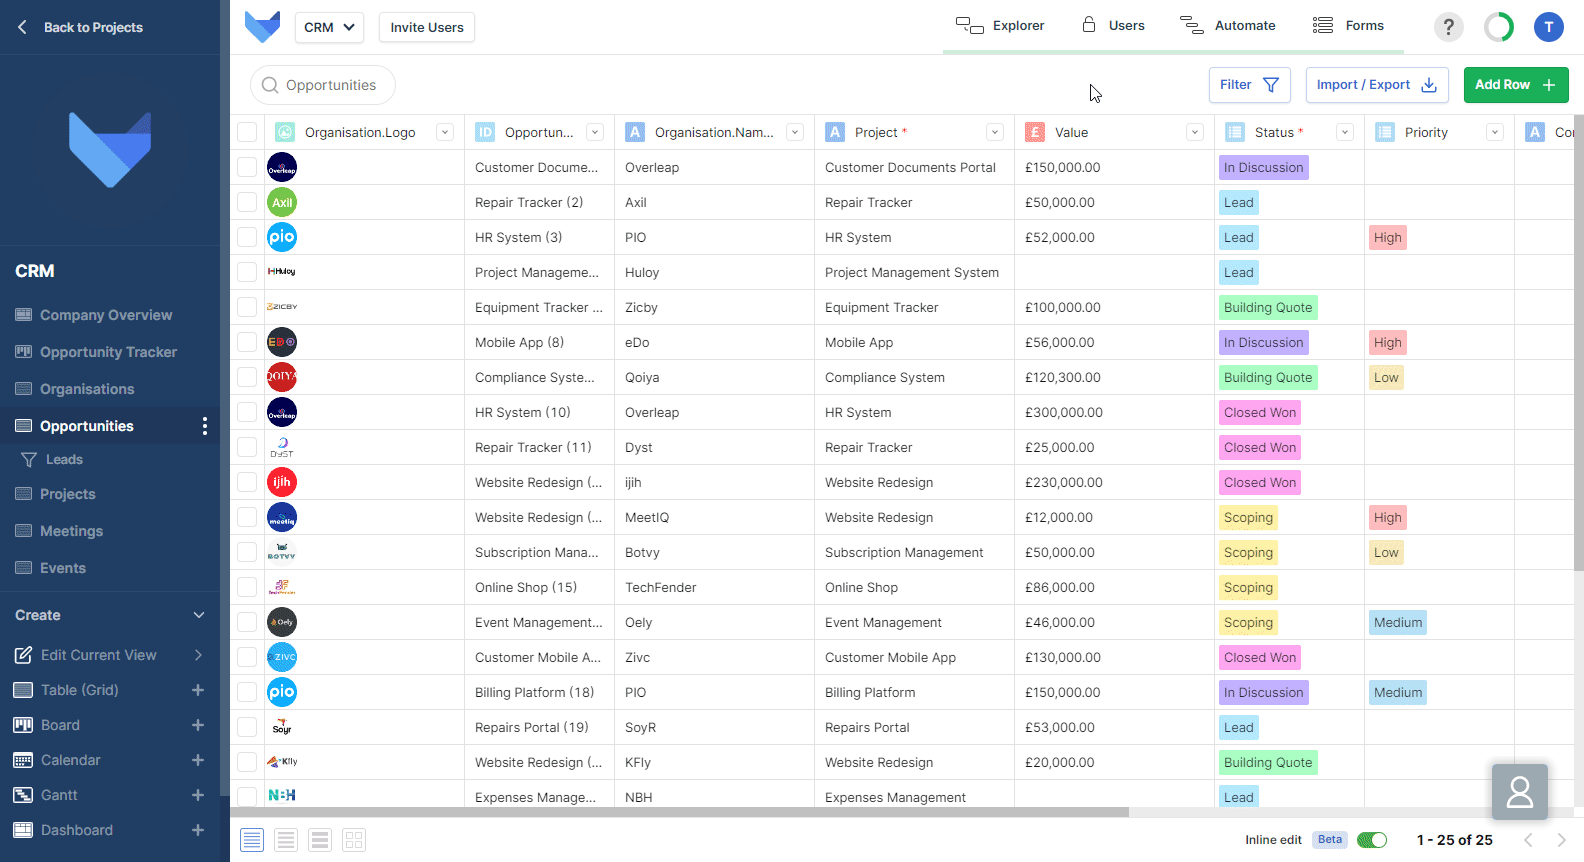 Back to Projects
CRM
Company Overview
Opportunity Tracker
Organisations
Opportunities
Leads
Projects
Meetings
Events
Create
Edit Current View
Table (Grid)
Board
Calendar
Gantt
Dashboard
CRM Invite Users Explorer Users Automate Forms ? T
Opportunities Filter Import / Export Add Row
Organisation.Logo ID Opportun... A Organisation.Nam... A Project * £ Value Status * Priority A
Overleap Customer Docume... Overleap Customer Documents Portal £150,000.00 In Discussion
Axil Repair Tracker (2) Axil Repair Tracker £50,000.00 Lead
pio HR System (3) PIO HR System £52,000.00 Lead High
Huloy Project Manageme... Huloy Project Management System Lead
ZICBY Equipment Tracker ... Zicby Equipment Tracker £100,000.00 Building Quote
EDO Mobile App (8) eDo Mobile App £56,000.00 In Discussion High
QOIYA Compliance Syste... Qoiya Compliance System £120,300.00 Building Quote Low
Overleap HR System (10) Overleap HR System £300,000.00 Closed Won
DYST Repair Tracker (11) Dyst Repair Tracker £25,000.00 Closed Won
ijih Website Redesign (... ijih Website Redesign £230,000.00 Closed Won
meetiq Website Redesign (... MeetIQ Website Redesign £12,000.00 Scoping High
BOTVY Subscription Mana... Botvy Subscription Management £50,000.00 Scoping Low
TechFender Online Shop (15) TechFender Online Shop £86,000.00 Scoping
Oely Event Management... Oely Event Management £46,000.00 Scoping Medium
ZIVC Customer Mobile A... Zivc Customer Mobile App £130,000.00 Closed Won
pio Billing Platform (18) PIO Billing Platform £150,000.00 In Discussion Medium
Soyr Repairs Portal (19) SoyR Repairs Portal £53,000.00 Lead
Kfly Website Redesign (... KFly Website Redesign £20,000.00 Building Quote
NBH Expenses Manage... NBH Expenses Management Lead
Inline edit Beta 1 - 25 of 25